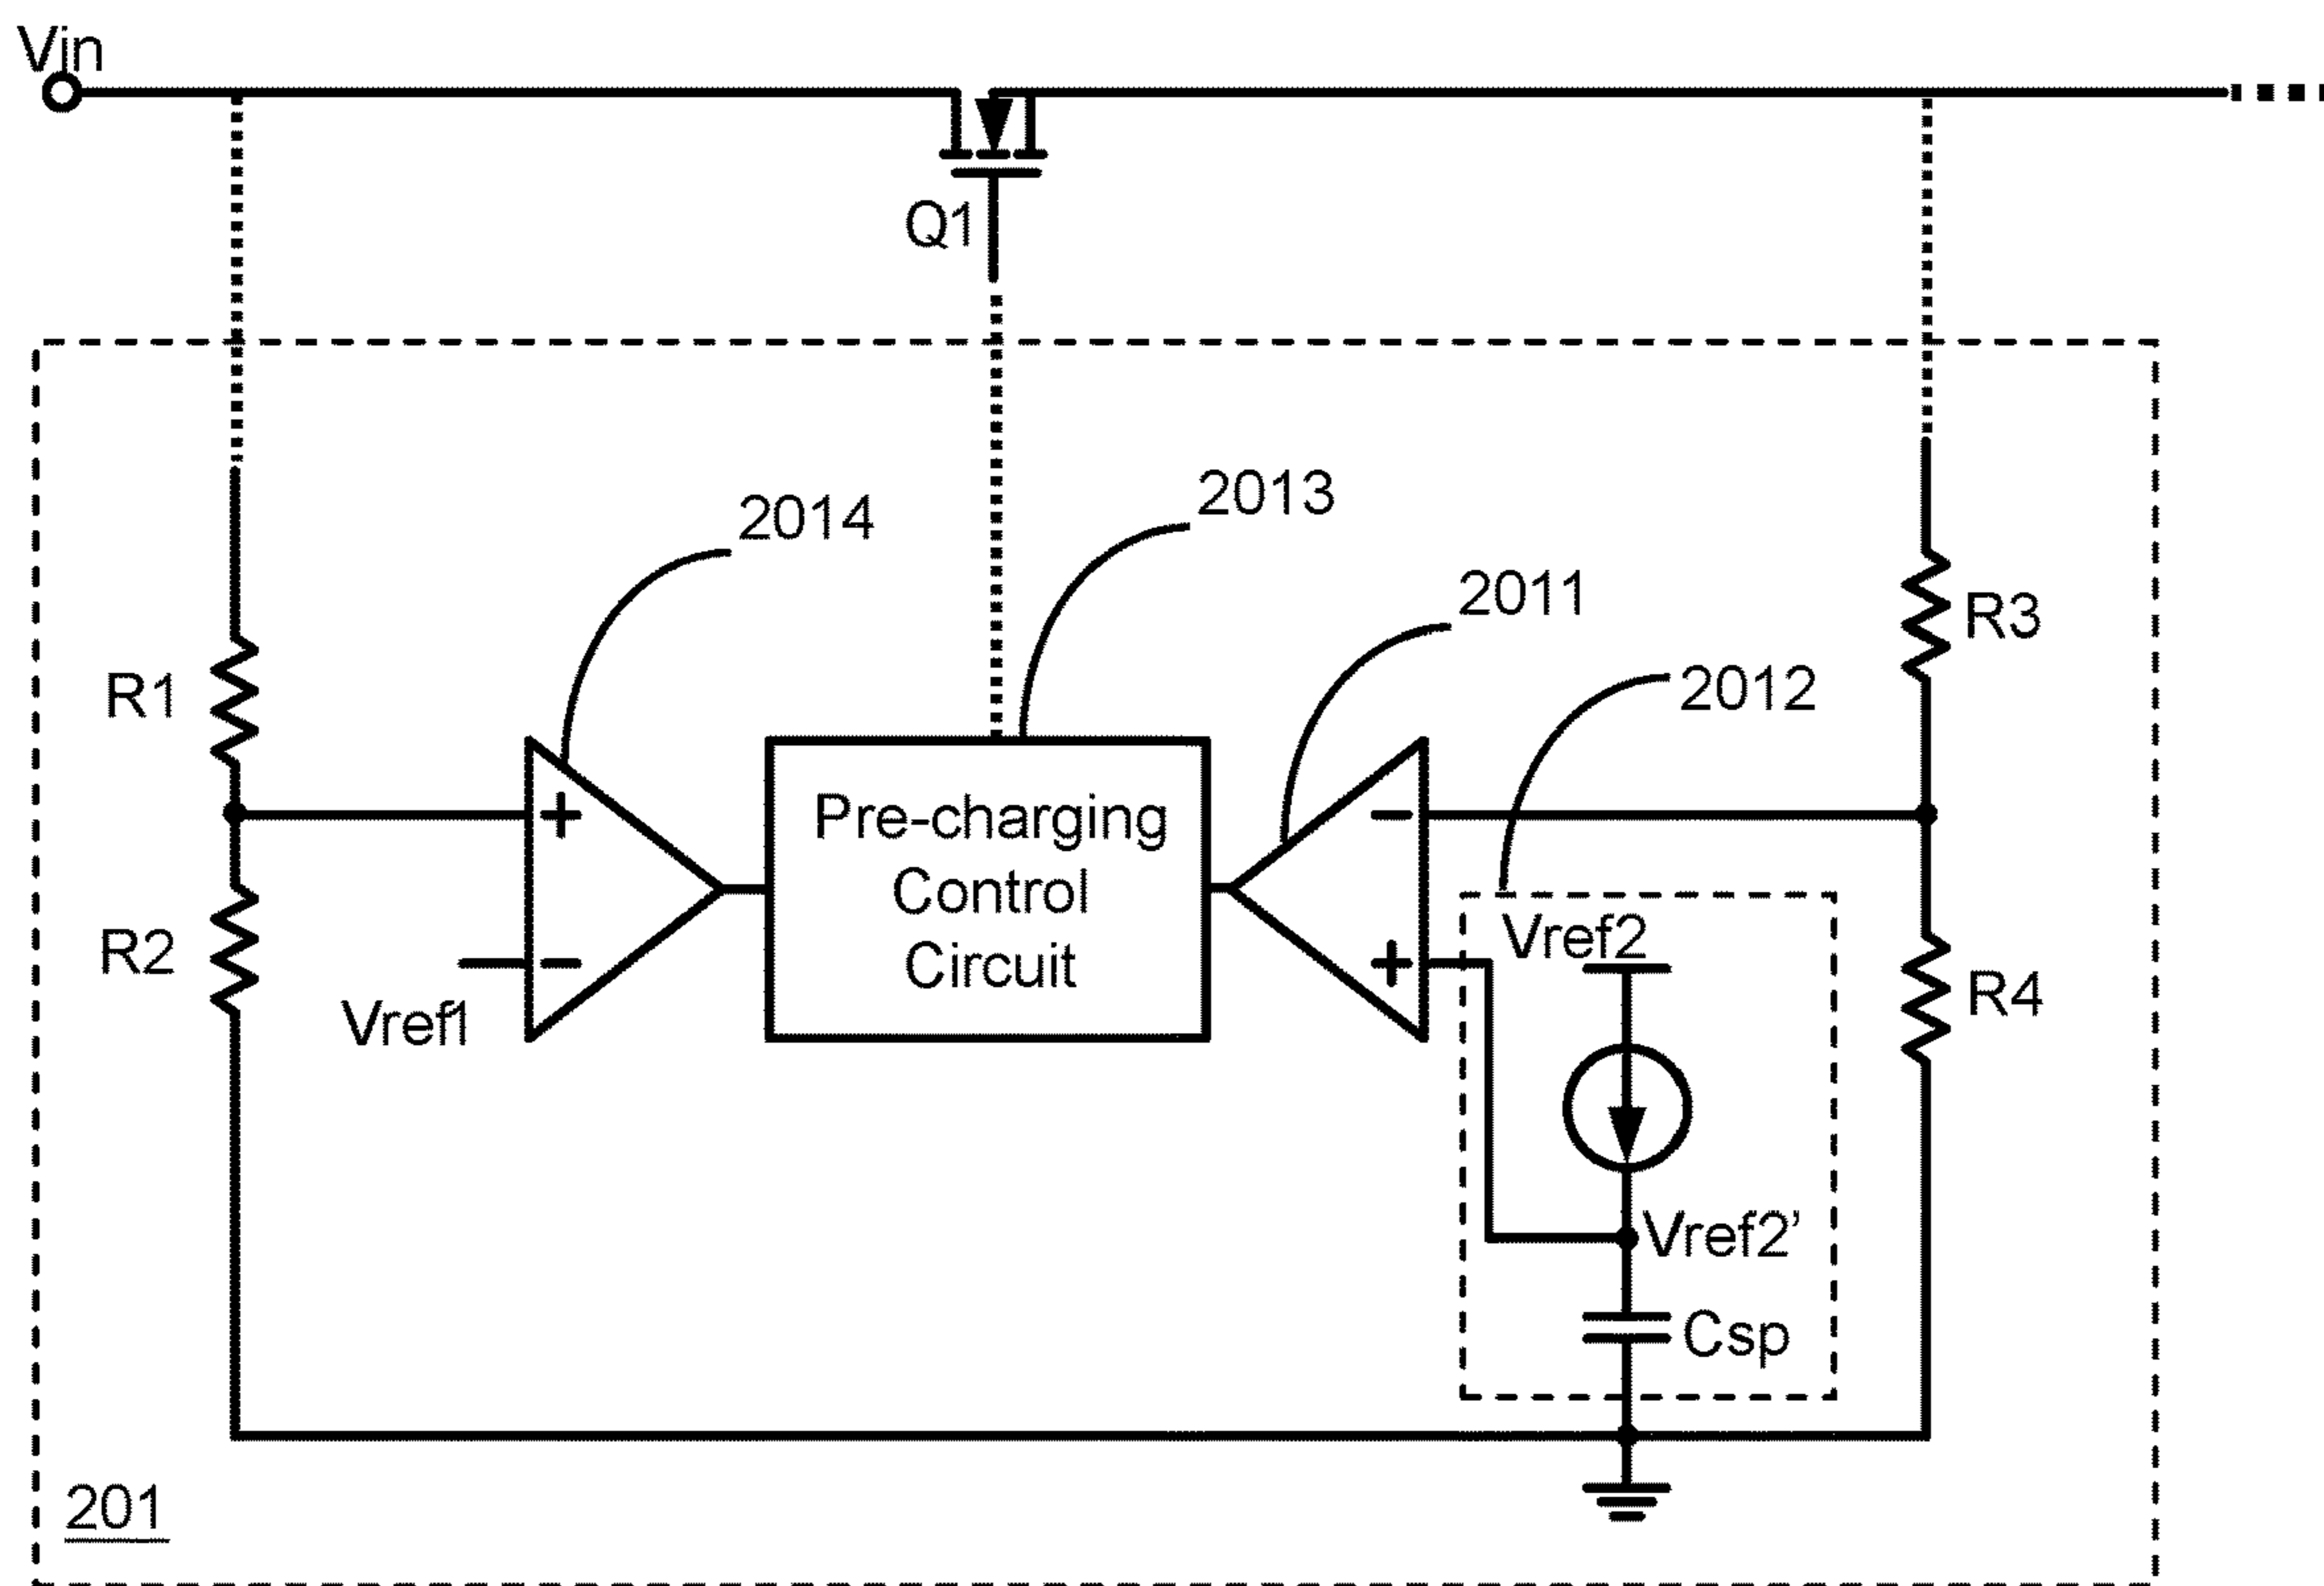 Vin
Q1
2014
2013
2011
2012
R1
R2
R3
R4
+
−
Vref1
Pre-charging
Control
Circuit
−
+
Vref2
Vref2'
Csp
201